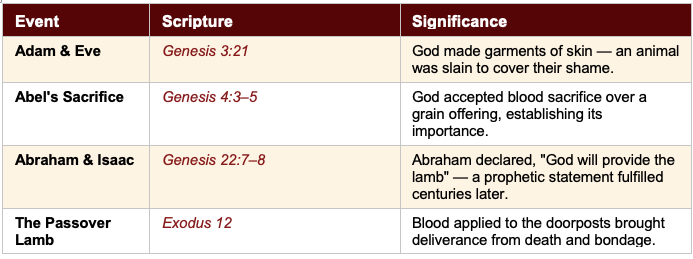 Event Scripture Significance
Adam & Eve Genesis 3:21 God made garments of skin — an animal
was slain to cover their shame.
Abel's Sacrifice Genesis 4:3–5 God accepted blood sacrifice over a
grain offering, establishing its
importance.
Abraham & Isaac Genesis 22:7–8 Abraham declared, "God will provide the
lamb" — a prophetic statement fulfilled
centuries later.
The Passover Exodus 12 Blood applied to the doorposts brought
Lamb deliverance from death and bondage.